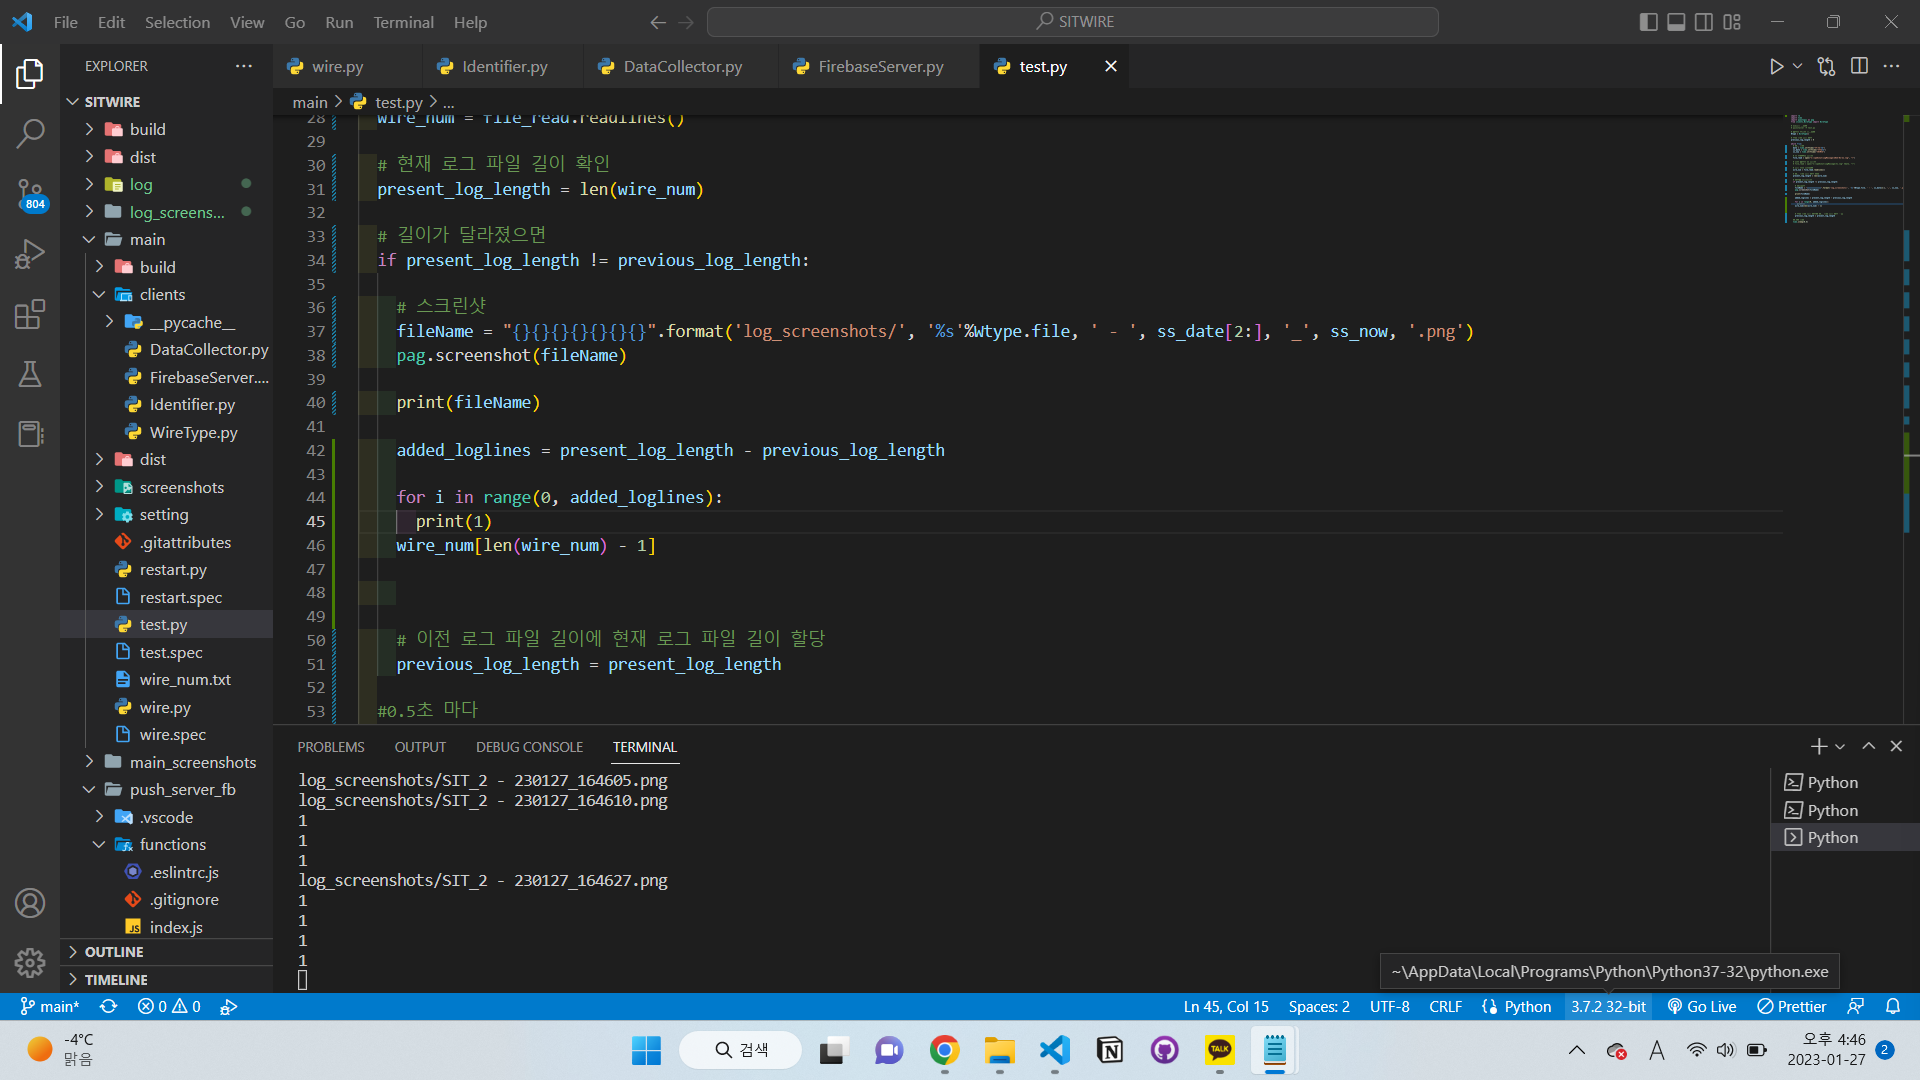 File Edit Selection View Go Run Terminal Help
SITWIRE
EXPLORER
SITWIRE
build
dist
log
log_screens...
main
build
clients
__pycache__
DataCollector.py
FirebaseServer....
Identifier.py
WireType.py
dist
screenshots
setting
.gitattributes
restart.py
restart.spec
test.py
test.spec
wire_num.txt
wire.py
wire.spec
main_screenshots
push_server_fb
.vscode
functions
.eslintrc.js
.gitignore
index.js
OUTLINE
TIMELINE
804
wire.py Identifier.py DataCollector.py FirebaseServer.py test.py
main > test.py > ...
28 wire_num = file_read.readlines()
29
30 # 현재 로그 파일 길이 확인
31 present_log_length = len(wire_num)
32
33 # 길이가 달라졌으면
34 if present_log_length != previous_log_length:
35
36 # 스크린샷
37 fileName = "{}{}{}{}{}{}{}".format('log_screenshots/', '%s'%Wtype.file, ' - ', ss_date[2:], '_', ss_now, '.png')
38 pag.screenshot(fileName)
39
40 print(fileName)
41
42 added_loglines = present_log_length - previous_log_length
43
44 for i in range(0, added_loglines):
45 print(1)
46 wire_num[len(wire_num) - 1]
47
48
49
50 # 이전 로그 파일 길이에 현재 로그 파일 길이 할당
51 previous_log_length = present_log_length
52
53 #0.5초 마다
PROBLEMS OUTPUT DEBUG CONSOLE TERMINAL
log_screenshots/SIT_2 - 230127_164605.png
log_screenshots/SIT_2 - 230127_164610.png
1
1
1
log_screenshots/SIT_2 - 230127_164627.png
1
1
1
1
Python
Python
Python
~\AppData\Local\Programs\Python\Python37-32\python.exe
main* 0 0 Ln 45, Col 15 Spaces: 2 UTF-8 CRLF Python 3.7.2 32-bit Go Live Prettier
-4°C
맑음
검색
TALK
A
오후 4:46
2023-01-27
2